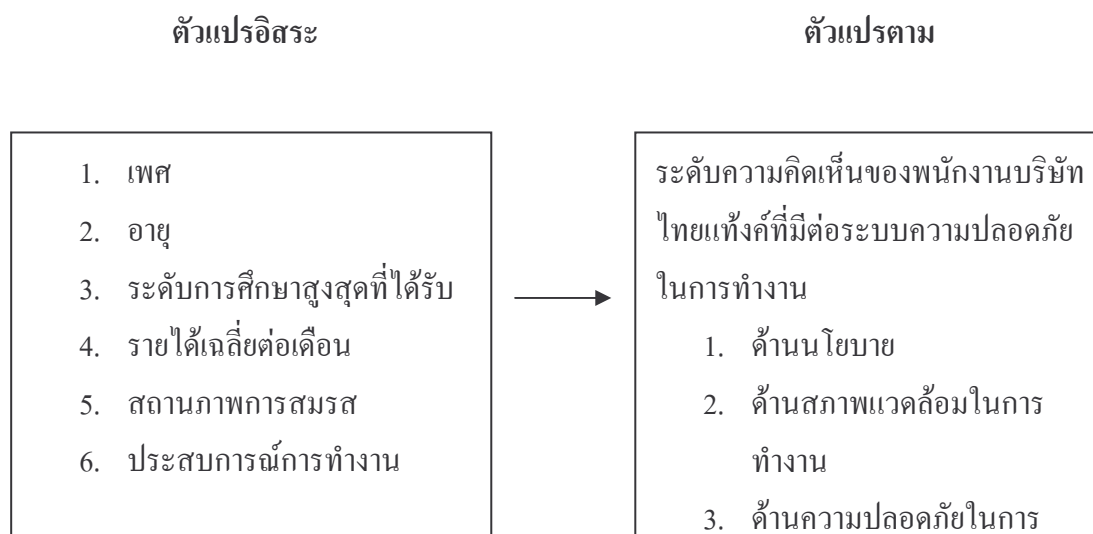 ตัวแปรอิสระ
ตัวแปรตาม
1. เพศ
2. อายุ
3. ระดับการศึกษาสูงสุดที่ได้รับ
4. รายได้เฉลี่ยต่อเดือน
5. สถานภาพการสมรส
6. ประสบการณ์การทำงาน
ระดับความคิดเห็นของพนักงานบริษัท
ไทยแท้งค์ที่มีต่อระบบความปลอดภัย
ในการทำงาน
1. ด้านนโยบาย
2. ด้านสภาพแวดล้อมในการ
ทำงาน
3. ด้านความปลอดภัยในการ